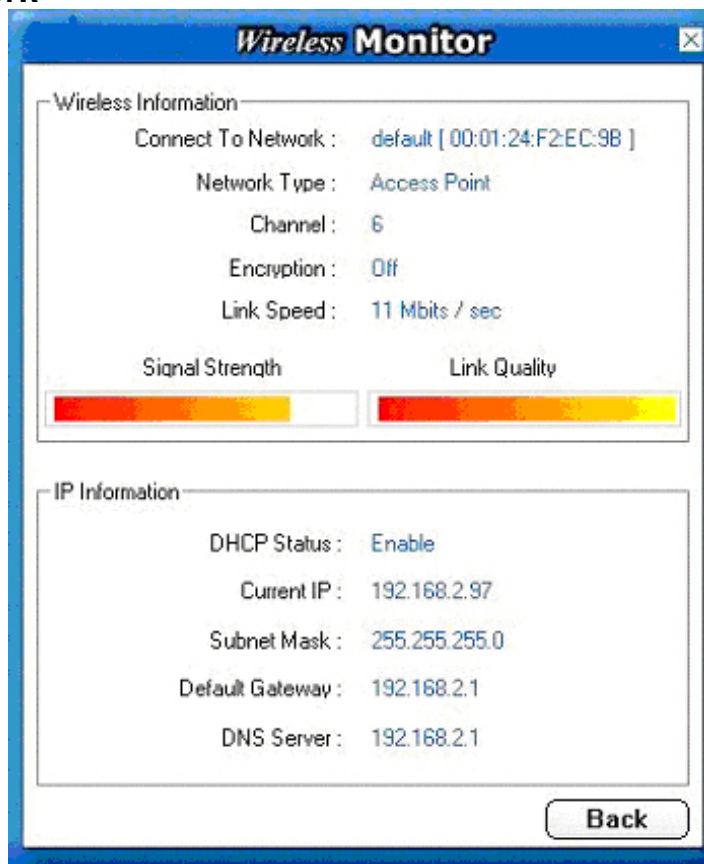 Wireless Monitor
Wireless Information
Connect To Network : default [ 00:01:24:F2:EC:9B ]
Network Type : Access Point
Channel : 6
Encryption : Off
Link Speed : 11 Mbits / sec
Signal Strength Link Quality
IP Information
DHCP Status : Enable
Current IP : 192.168.2.97
Subnet Mask : 255.255.255.0
Default Gateway : 192.168.2.1
DNS Server : 192.168.2.1
Back